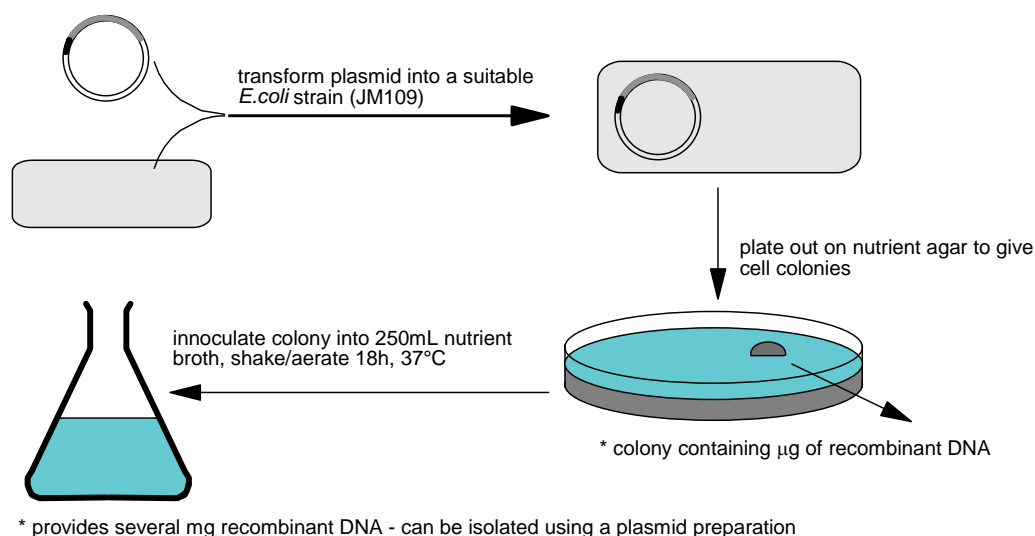 transform plasmid into a suitable
E.coli strain (JM109)
plate out on nutrient agar to give
cell colonies
innoculate colony into 250mL nutrient
broth, shake/aerate 18h, 37°C
* colony containing μg of recombinant DNA
* provides several mg recombinant DNA - can be isolated using a plasmid preparation